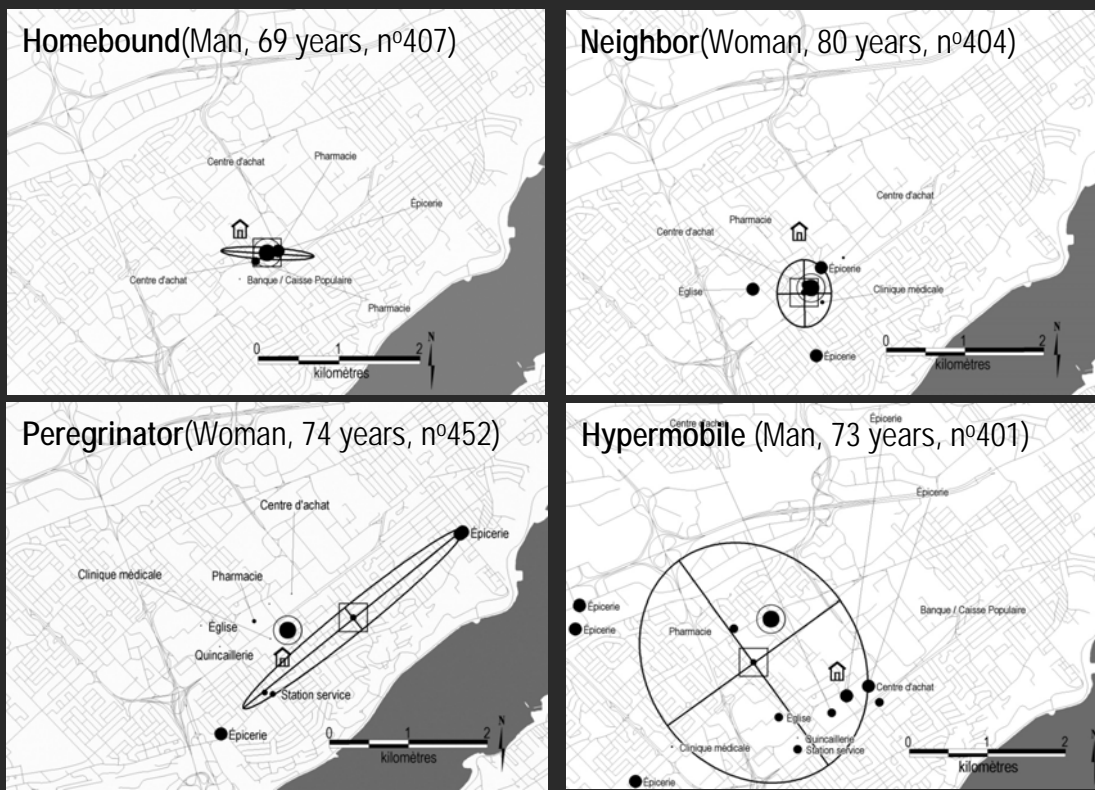 Homebound(Man, 69 years, nº407)
Centre d'achat
Pharmacie
Épicerie
Centre d'achat
Banque / Caisse Populaire
Pharmacie
N
0 1 2
kilomètres
Neighbor(Woman, 80 years, nº404)
Centre d'achat
Pharmacie
Centre d'achat
Épicerie
Église
Clinique médicale
Épicerie
N
0 1 2
kilomètres
Peregrinator(Woman, 74 years, nº452)
Centre d'achat
Épicerie
Clinique médicale
Pharmacie
Église
Quincaillerie
Station service
Épicerie
N
0 1 2
kilomètres
Centre d'achat
Épicerie
Hypermobile (Man, 73 years, nº401)
Épicerie
Épicerie
Banque / Caisse Populaire
Épicerie
Pharmacie
Centre d'achat
Église
Quincaillerie
Clinique médicale
Station service
Épicerie
N
0 1 2
kilomètres